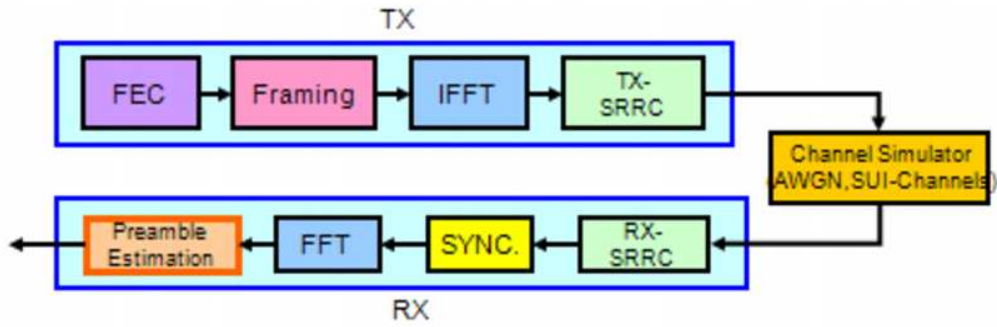 TX
FEC
Framing
IFFT
TX-
SRRC
Channel Simulator
(AWGN,SUI-Channels)
Preamble
Estimation
FFT
SYNC.
RX-
SRRC
RX